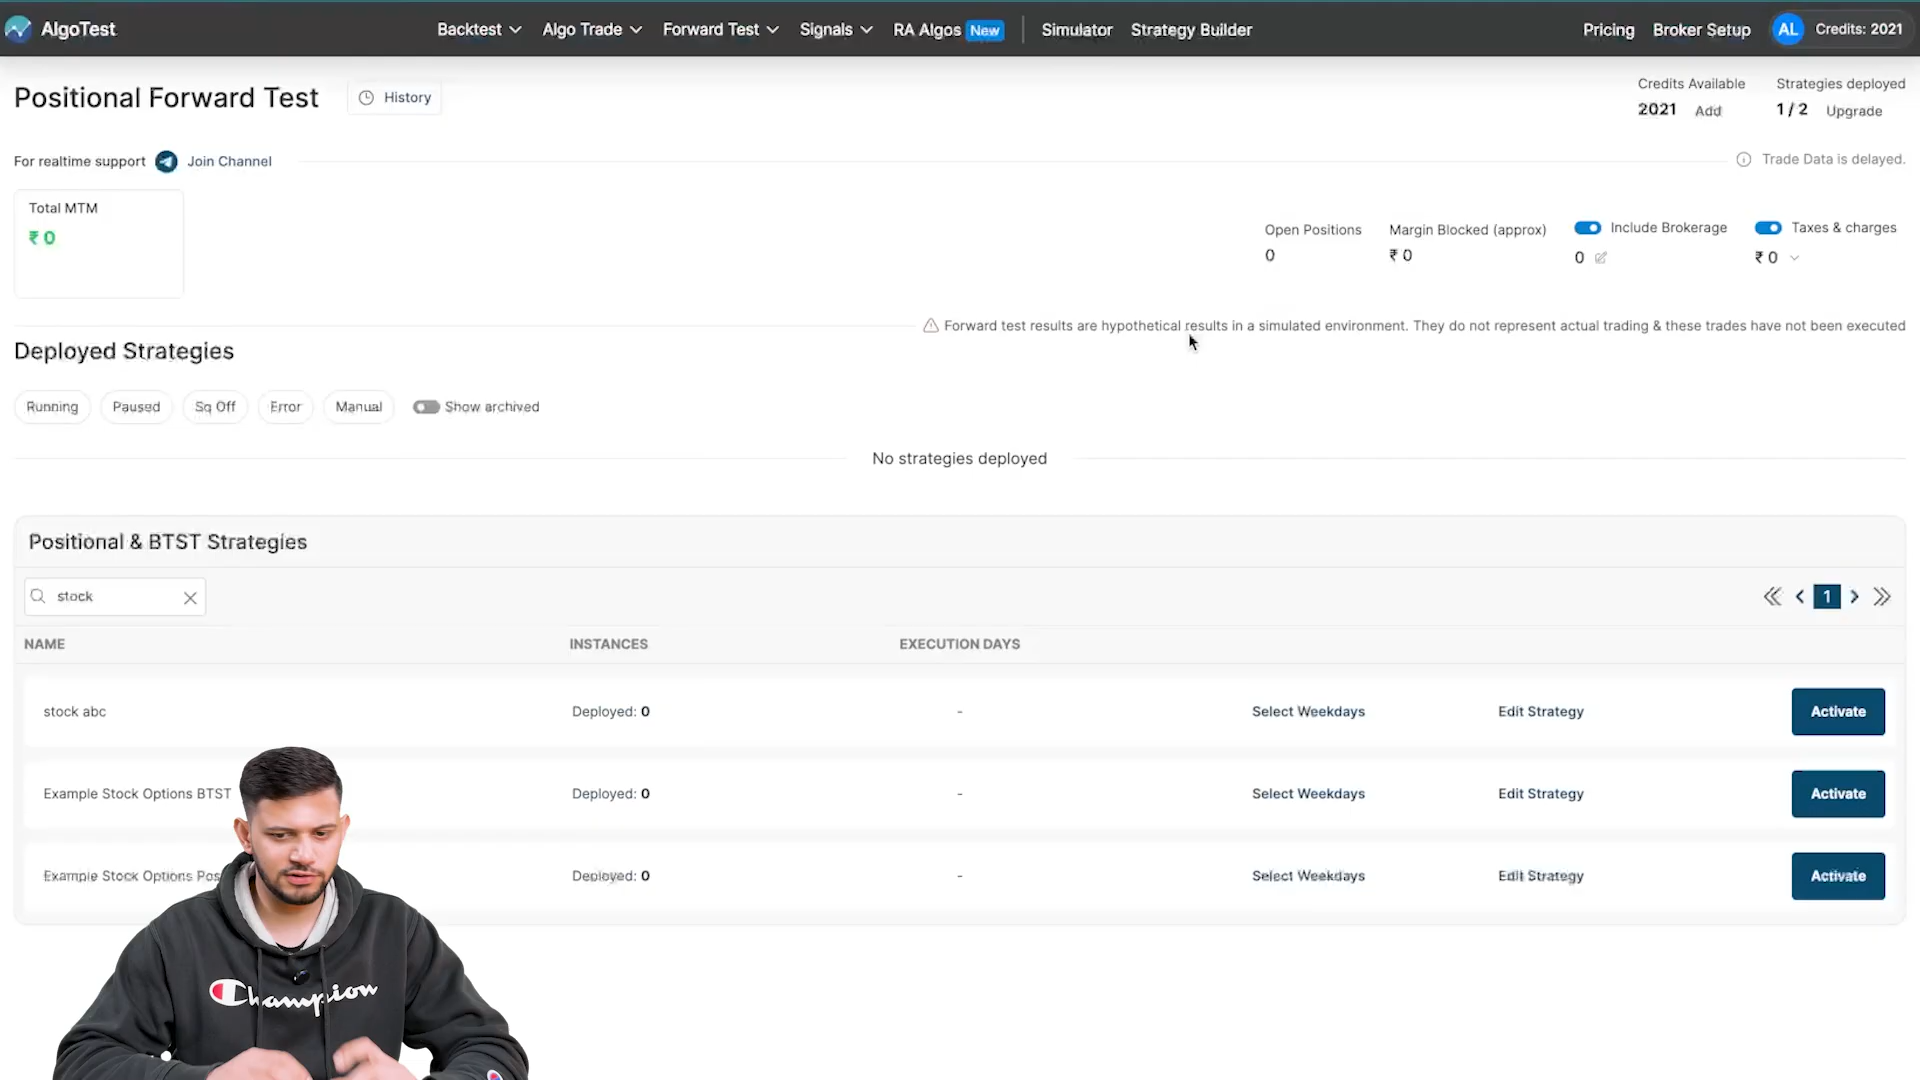 AlgoTest Backtest Algo Trade Forward Test Signals RA Algos New Simulator Strategy Builder Pricing Broker Setup AL Credits: 2021
Positional Forward Test History
Credits Available Strategies deployed
2021 Add 1 / 2 Upgrade
For realtime support Join Channel
Trade Data is delayed.
Total MTM
₹ 0
Open Positions Margin Blocked (approx) Include Brokerage Taxes & charges
0 ₹ 0 0 ₹ 0
Forward test results are hypothetical results in a simulated environment. They do not represent actual trading & these trades have not been executed
Deployed Strategies
Running Paused Sq Off Error Manual Show archived
No strategies deployed
Positional & BTST Strategies
stock
1
NAME INSTANCES EXECUTION DAYS
stock abc Deployed: 0 - Select Weekdays Edit Strategy Activate
Example Stock Options BTST Deployed: 0 - Select Weekdays Edit Strategy Activate
Example Stock Options Pos Deployed: 0 - Select Weekdays Edit Strategy Activate
Champion